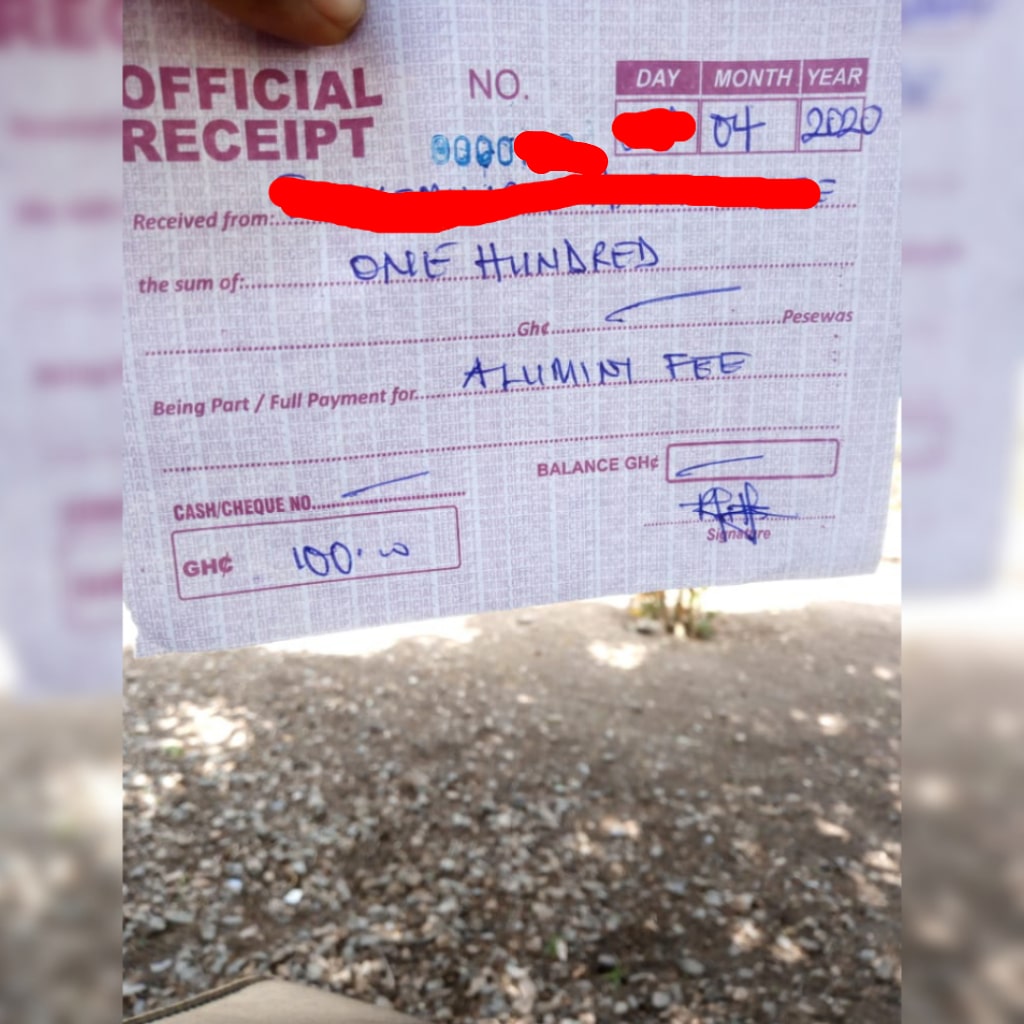 OFFICIAL RECEIPT
NO.
0000
DAY MONTH YEAR
04 2020
Received from:
the sum of: ONE HUNDRED
Gh¢ Pesewas
Being Part / Full Payment for. ALUMINI FEE
BALANCE GH¢
CASH/CHEQUE NO.
Signature
GH¢ 100.00